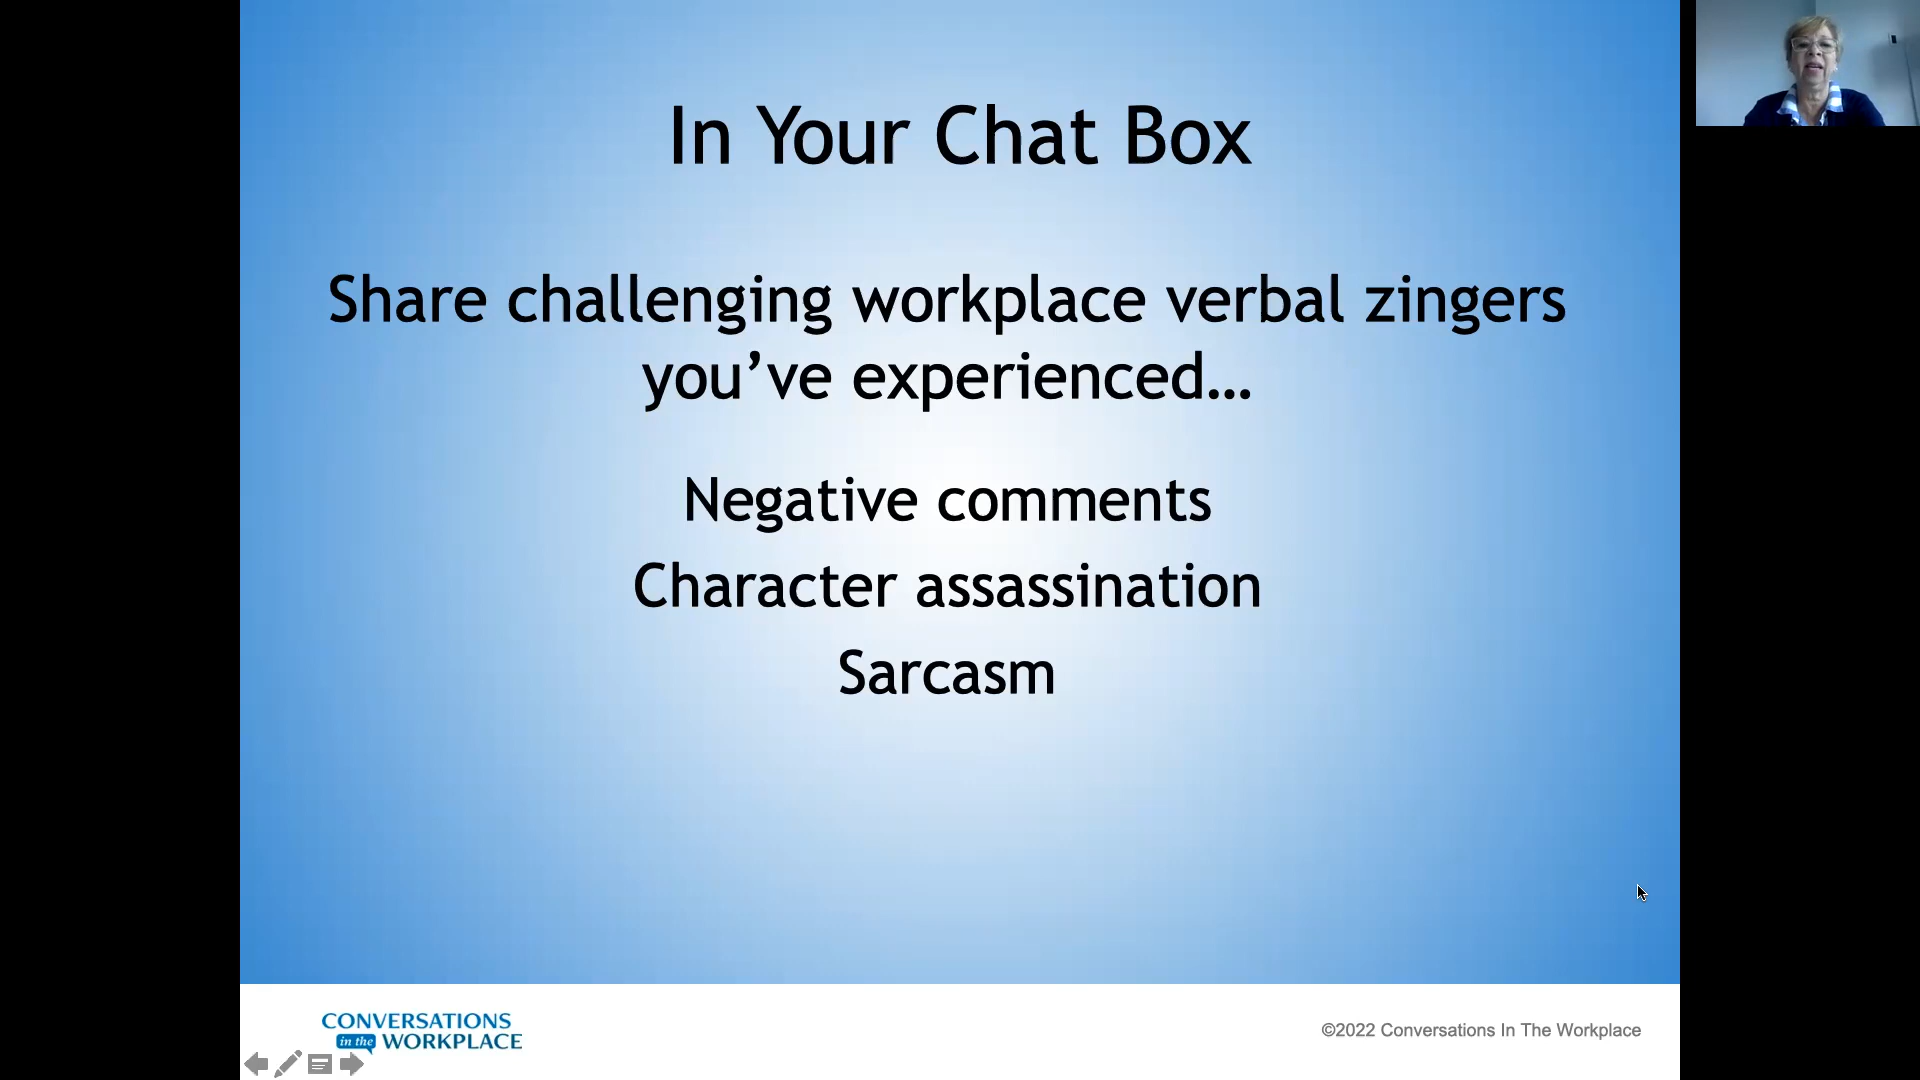 In Your Chat Box
Share challenging workplace verbal zingers
you’ve experienced…
Negative comments
Character assassination
Sarcasm
CONVERSATIONS
in the WORKPLACE
©2022 Conversations In The Workplace